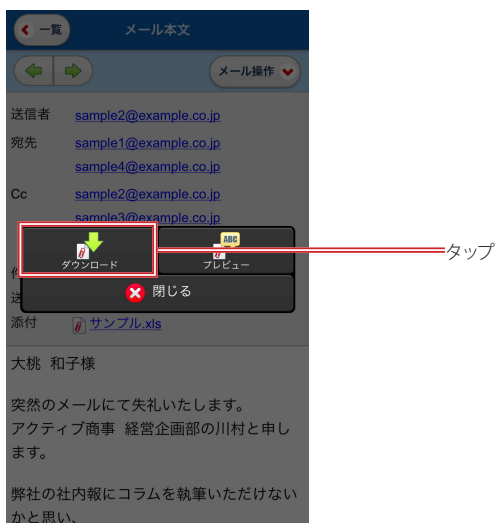 一覧
メール本文
メール操作
送信者 sample2@example.co.jp
宛先 sample1@example.co.jp
sample4@example.co.jp
Cc sample2@example.co.jp
sample3@example.co.jp
ABC
ダウンロード
プレビュー
タップ
閉じる
送
添付 サンプル.xls
大桃 和子様
突然のメールにて失礼いたします。
アクティブ商事 経営企画部の川村と申し
ます。
弊社の社内報にコラムを執筆いただけない
かと思い、